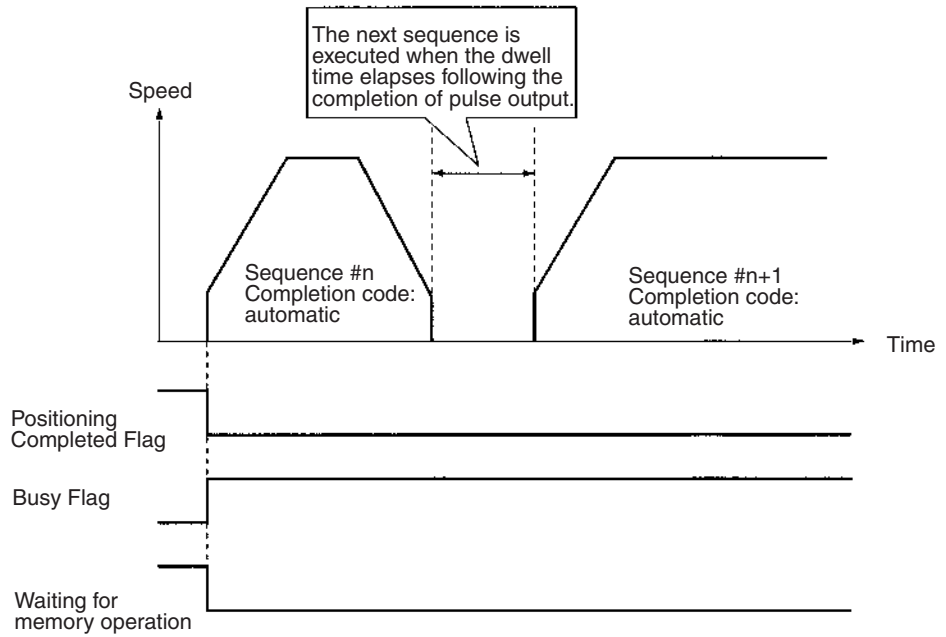 The next sequence is
executed when the dwell
time elapses following the
completion of pulse output.
Speed
Sequence #n
Completion code:
automatic
Sequence #n+1
Completion code:
automatic
Time
Positioning
Completed Flag
Busy Flag
Waiting for
memory operation